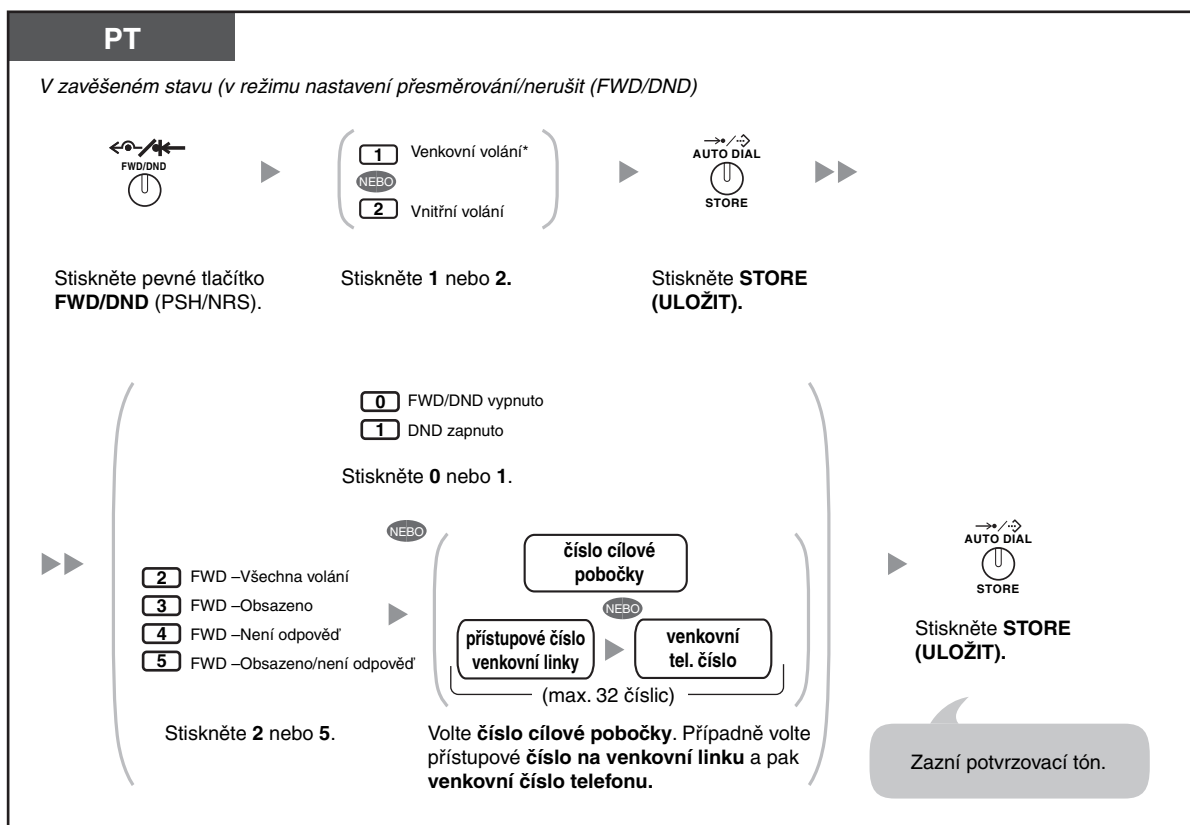 PT
V zavěšeném stavu (v režimu nastavení přesměrování/nerušit (FWD/DND)
FWD/DND
1 Venkovní volání*
NEBO
2 Vnitřní volání
AUTO DIAL
STORE
Stiskněte pevné tlačítko
FWD/DND (PSH/NRS).
Stiskněte 1 nebo 2.
Stiskněte STORE
(ULOŽIT).
0 FWD/DND vypnuto
1 DND zapnuto
Stiskněte 0 nebo 1.
NEBO
2 FWD –Všechna volání
3 FWD –Obsazeno
4 FWD –Není odpověď
5 FWD –Obsazeno/není odpověď
Stiskněte 2 nebo 5.
číslo cílové
pobočky
NEBO
přístupové číslo
venkovní linky
venkovní
tel. číslo
(max. 32 číslic)
Volte číslo cílové pobočky. Případně volte
přístupové číslo na venkovní linku a pak
venkovní číslo telefonu.
AUTO DIAL
STORE
Stiskněte STORE
(ULOŽIT).
Zazní potvrzovací tón.